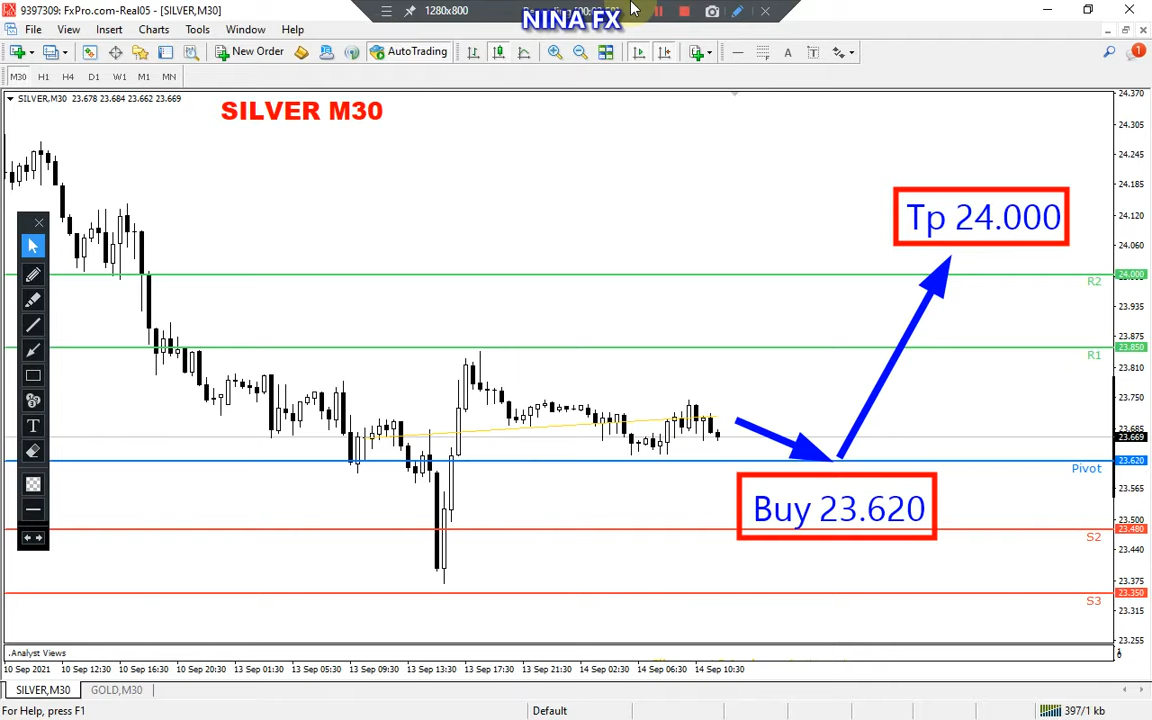 9397309: FxPro.com-Real05 - [SILVER,M30]
1280x800
NINA FX
File View Insert Charts Tools Window Help
New Order
AutoTrading
A T
1
M30 H1 H4 D1 W1 M1 MN
SILVER,M30 23.678 23.684 23.662 23.669
SILVER M30
24.370
24.305
24.245
24.185
Tp 24.000
24.120
24.060
24.000
R2
23.935
23.875
23.850
R1
23.810
23.750
23.685
23.669
23.620
Pivot
T
23.565
Buy 23.620
23.500
23.480
S2
23.440
23.375
23.350
S3
23.315
23.255
.Analyst Views
10 Sep 2021 10 Sep 12:30 10 Sep 16:30 10 Sep 20:30 13 Sep 01:30 13 Sep 05:30 13 Sep 09:30 13 Sep 13:30 13 Sep 17:30 13 Sep 21:30 14 Sep 02:30 14 Sep 06:30 14 Sep 10:30
SILVER,M30 GOLD,M30
For Help, press F1
Default
397/1 kb